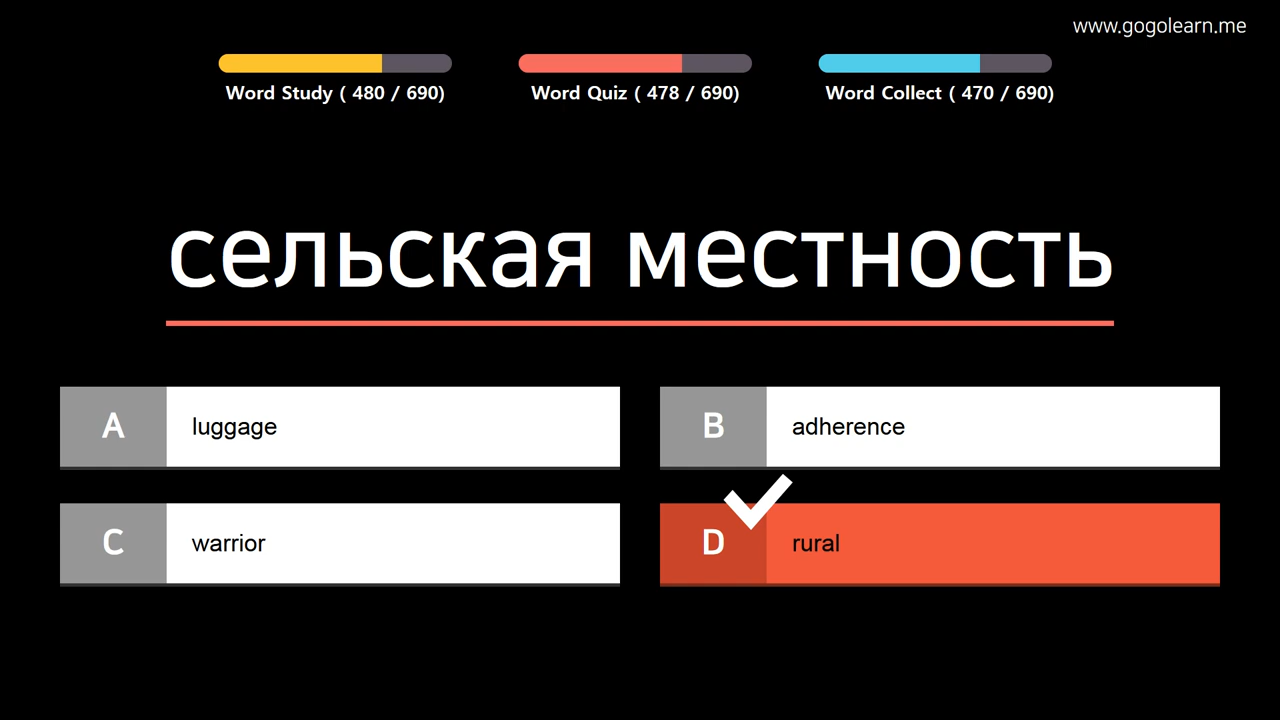 www.gogolearn.me
Word Study ( 480 / 690)
Word Quiz ( 478 / 690)
Word Collect ( 470 / 690)
сельская местность
A luggage
B adherence
C warrior
D rural